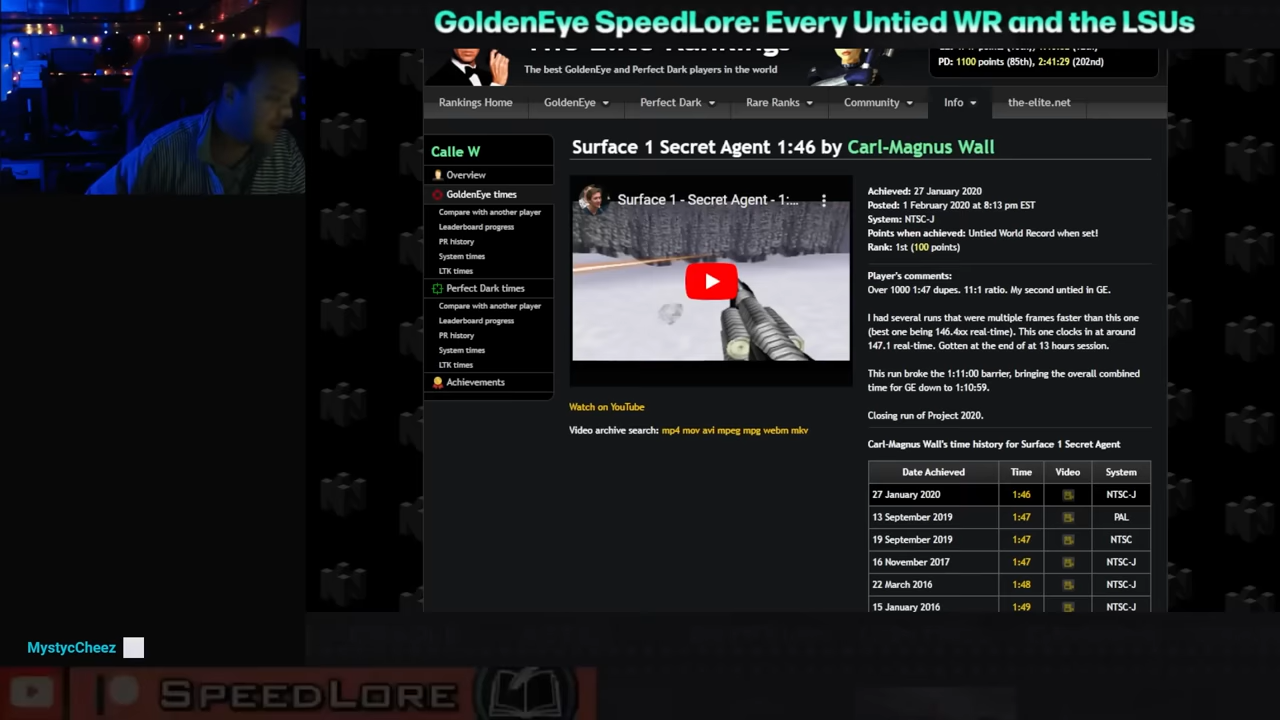 GoldenEye SpeedLore: Every Untied WR and the LSUs
The best GoldenEye and Perfect Dark players in the world
PD: 1100 points (85th), 2:41:29 (202nd)
Rankings Home
GoldenEye
Perfect Dark
Rare Ranks
Community
Info
the-elite.net
Calle W
Overview
GoldenEye times
Compare with another player
Leaderboard progress
PR history
System times
LTK times
Perfect Dark times
Compare with another player
Leaderboard progress
PR history
System times
LTK times
Achievements
Surface 1 Secret Agent 1:46 by Carl-Magnus Wall
Surface 1 - Secret Agent - 1:...
Watch on YouTube
Video archive search: mp4 mov avi mpeg mpg webm mkv
Achieved: 27 January 2020
Posted: 1 February 2020 at 8:13 pm EST
System: NTSC-J
Points when achieved: Untied World Record when set!
Rank: 1st (100 points)
Player's comments:
Over 1000 1:47 dupes. 11:1 ratio. My second untied in GE.
I had several runs that were multiple frames faster than this one
(best one being 146.4xx real-time). This one clocks in at around
147.1 real-time. Gotten at the end of at 13 hours session.
This run broke the 1:11:00 barrier, bringing the overall combined
time for GE down to 1:10:59.
Closing run of Project 2020.
Carl-Magnus Wall's time history for Surface 1 Secret Agent
Date Achieved Time Video System
27 January 2020 1:46 NTSC-J
13 September 2019 1:47 PAL
19 September 2019 1:47 NTSC
16 November 2017 1:47 NTSC-J
22 March 2016 1:48 NTSC-J
15 January 2016 1:49 NTSC-J
MystycCheez
SPEEDLORE